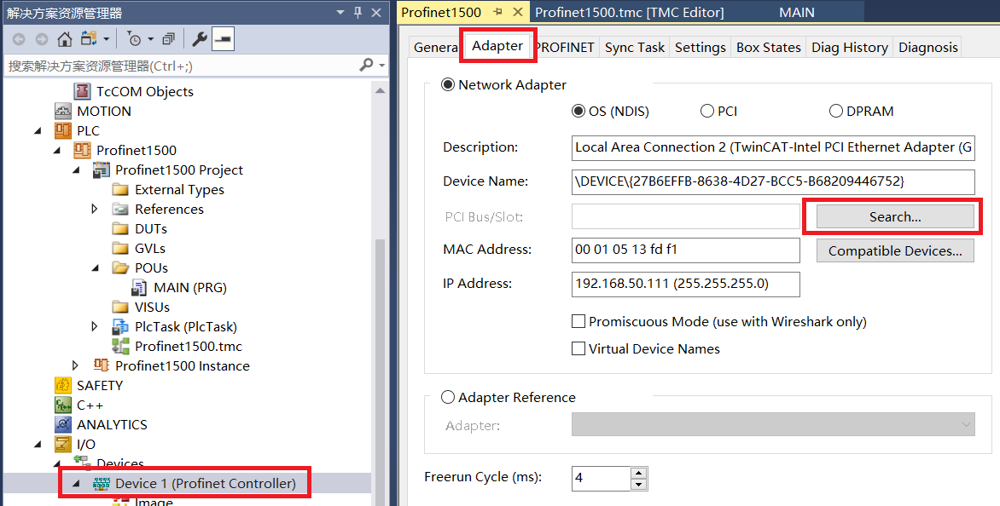 解决方案资源管理器
搜索解决方案资源管理器(Ctrl+;)
TcCOM Objects
MOTION
PLC
Profinet1500
Profinet1500 Project
External Types
References
DUTs
GVLs
POUs
MAIN (PRG)
VISUs
PlcTask (PlcTask)
Profinet1500.tmc
Profinet1500 Instance
SAFETY
C++
ANALYTICS
I/O
Devices
Device 1 (Profinet Controller)
Image
Profinet1500 Profinet1500.tmc [TMC Editor] MAIN
Genera Adapter PROFINET Sync Task Settings Box States Diag History Diagnosis
Network Adapter
OS (NDIS) PCI DPRAM
Description: Local Area Connection 2 (TwinCAT-Intel PCI Ethernet Adapter (G
Device Name: \DEVICE\{27B6EFFB-8638-4D27-BCC5-B68209446752}
PCI Bus/Slot: Search...
MAC Address: 00 01 05 13 fd f1 Compatible Devices...
IP Address: 192.168.50.111 (255.255.255.0)
Promiscuous Mode (use with Wireshark only)
Virtual Device Names
Adapter Reference
Adapter:
Freerun Cycle (ms): 4